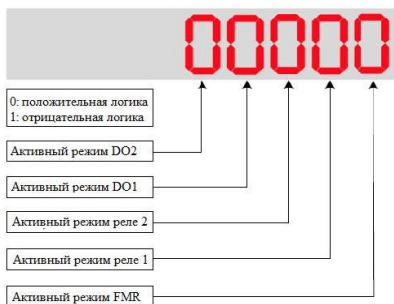 00000
0: положительная логика
1: отрицательная логика
Активный режим DO2
Активный режим DO1
Активный режим реле 2
Активный режим реле 1
Активный режим FMR